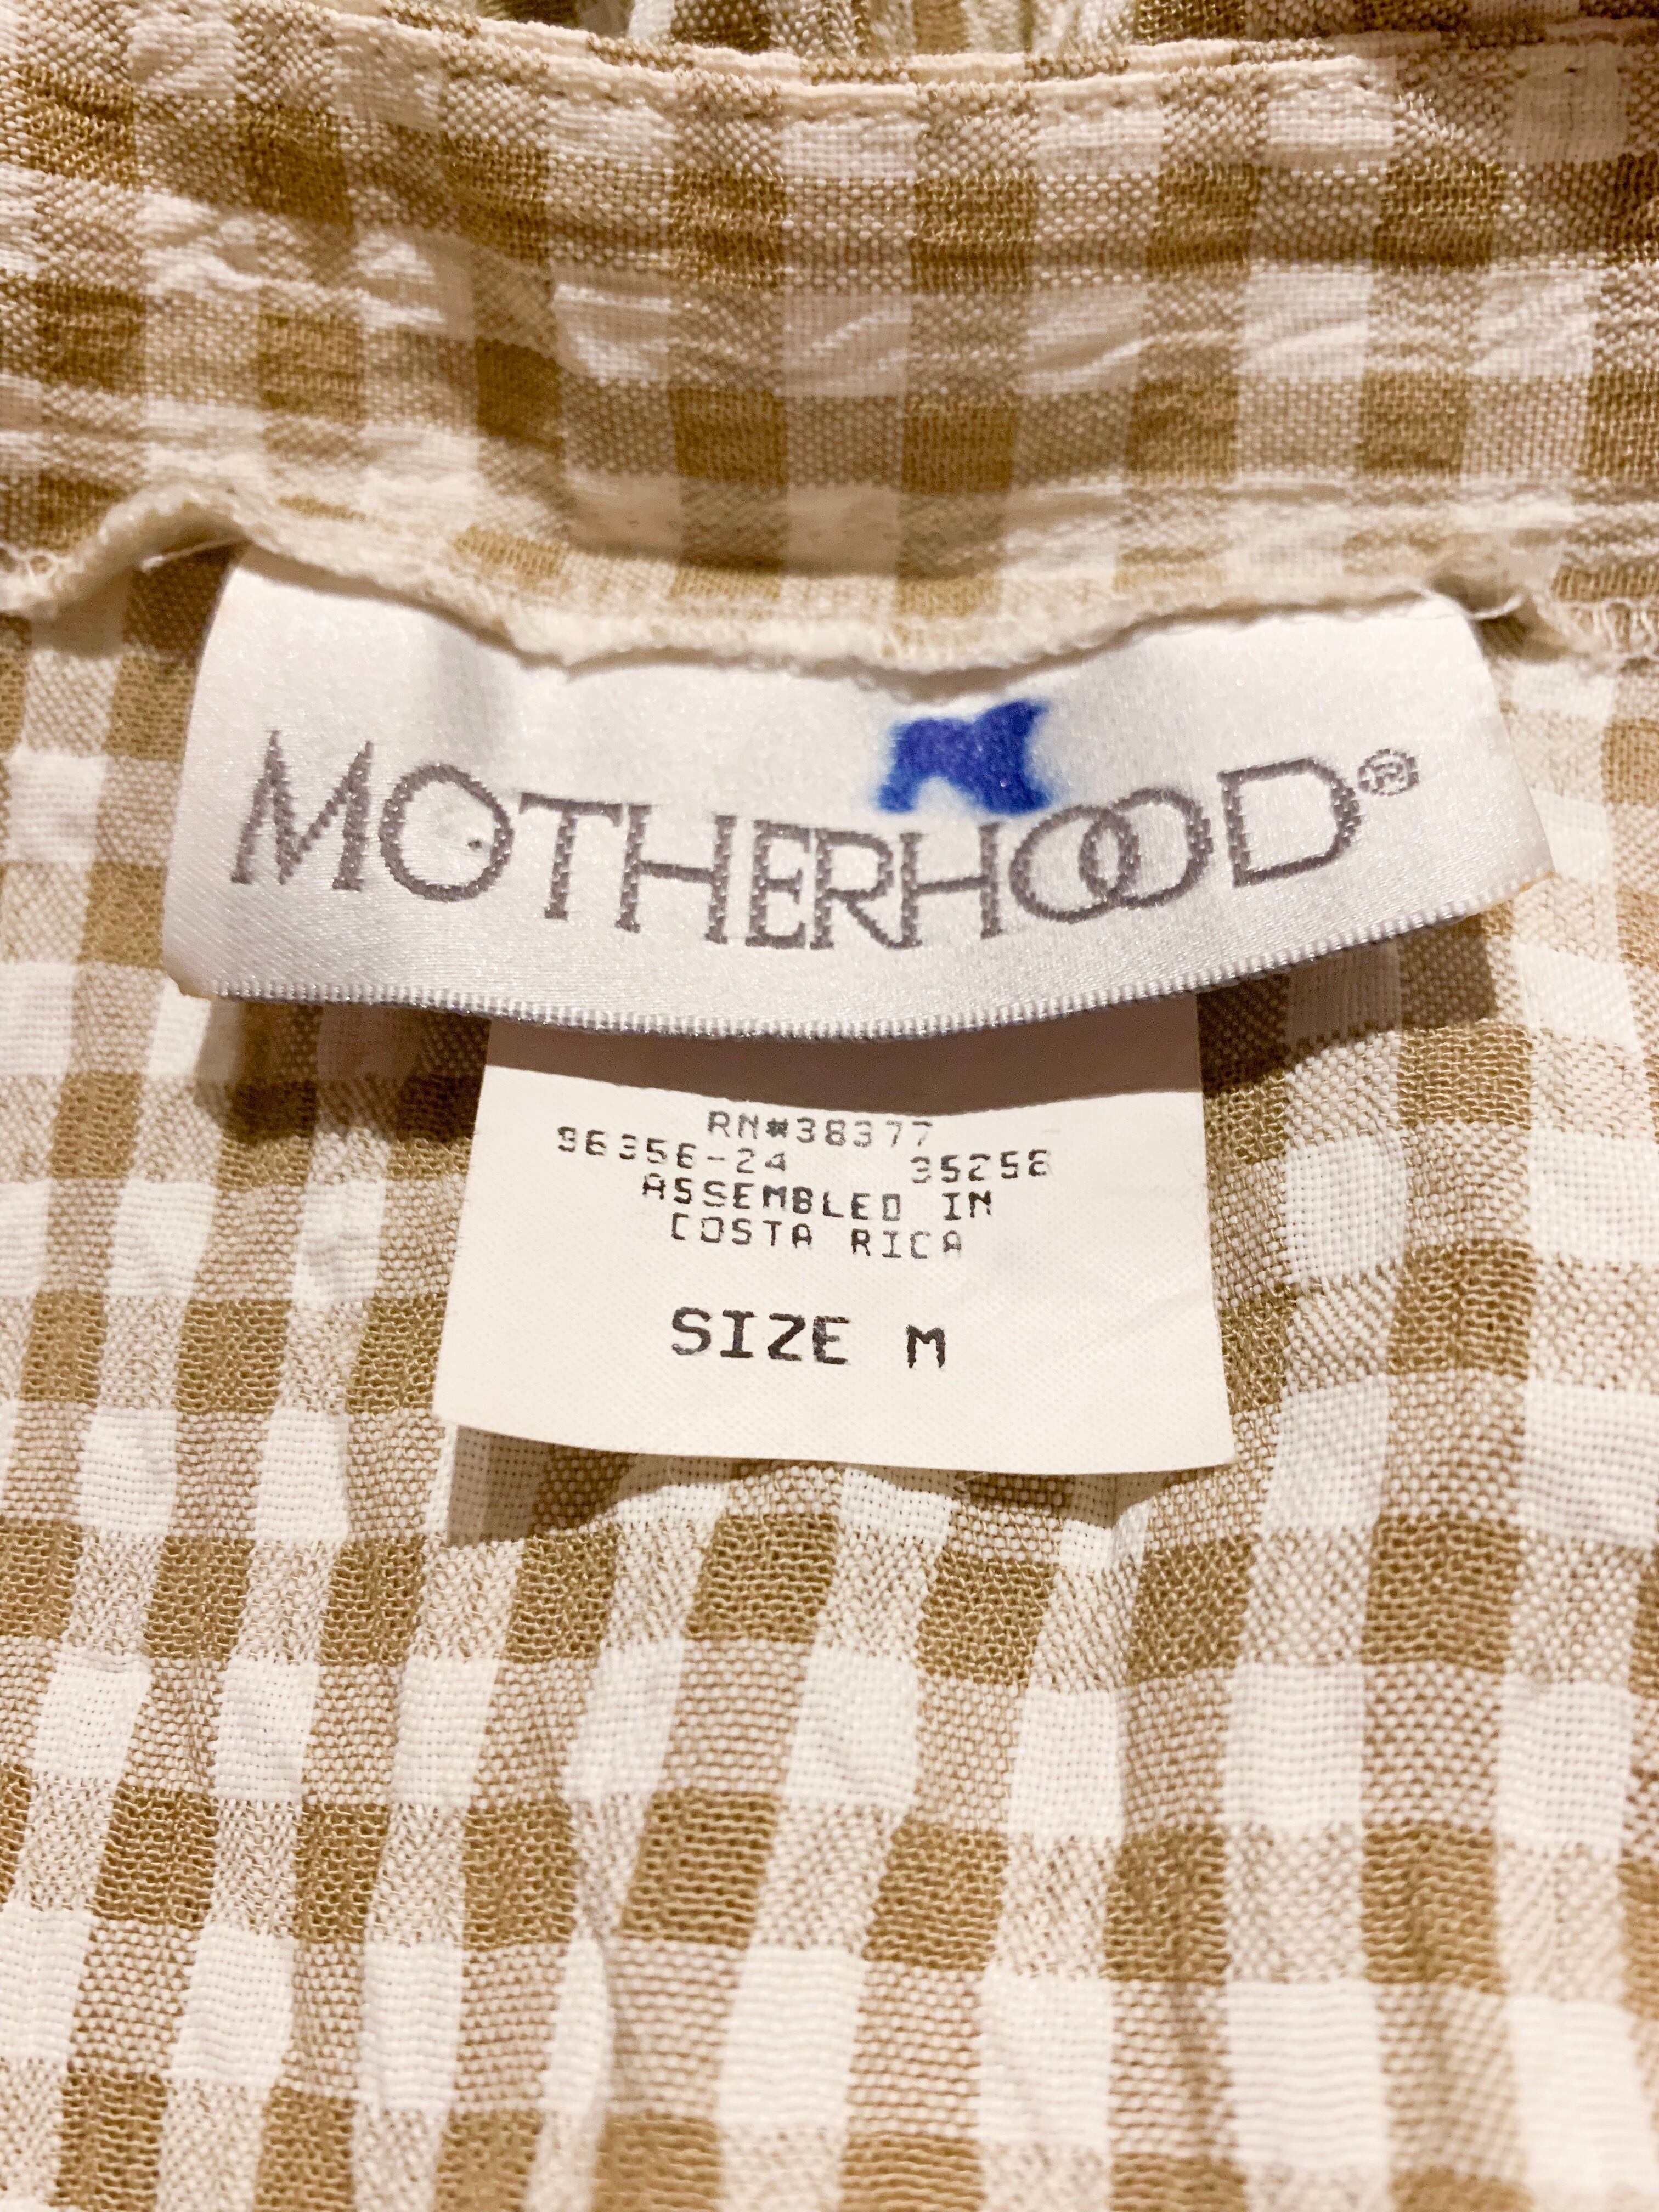 MOTHERHOOD®
RN#38377
96356-24 35258
ASSEMBLED IN
COSTA RICA
SIZE M